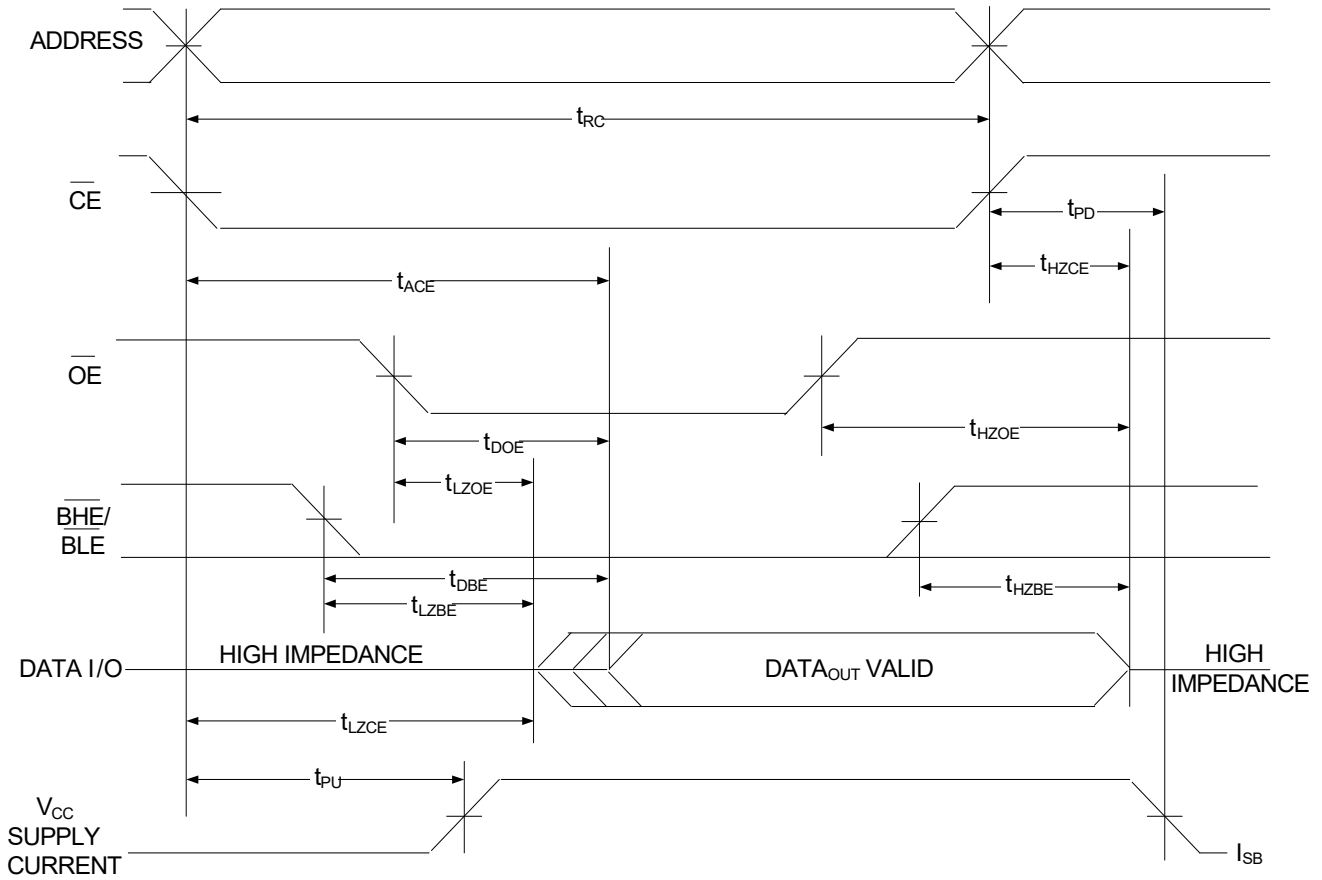 ADDRESS
tRC
CE
tPD
tHZCE
tACE
OE
tHZOE
tDOE
tLZOE
BHE/
BLE
tDBE
tHZBE
tLZBE
DATA I/O
HIGH IMPEDANCE
DATAOUT VALID
HIGH
IMPEDANCE
tLZCE
tPU
VCC
SUPPLY
CURRENT
ISB